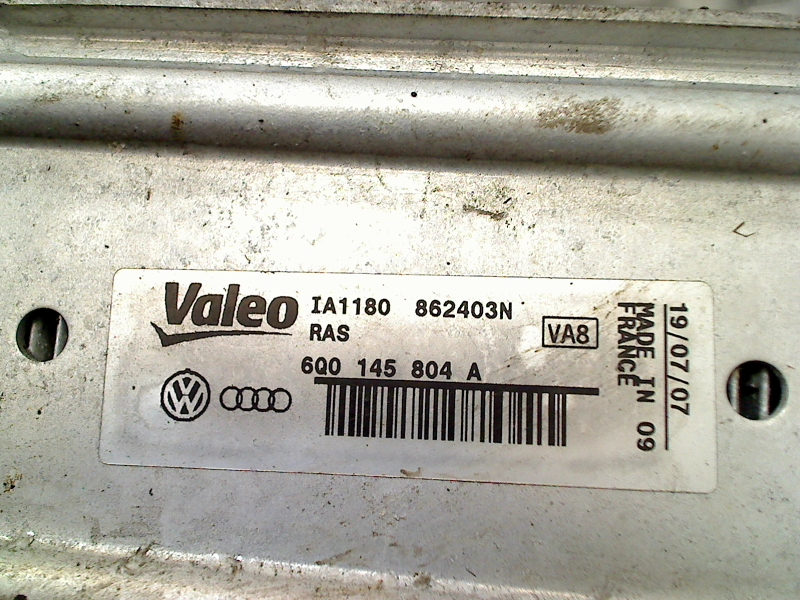 Valeo
IA1180 862403N
RAS
VA8
6Q0 145 804 A
MADE IN 09
FRANCE
19/07/07